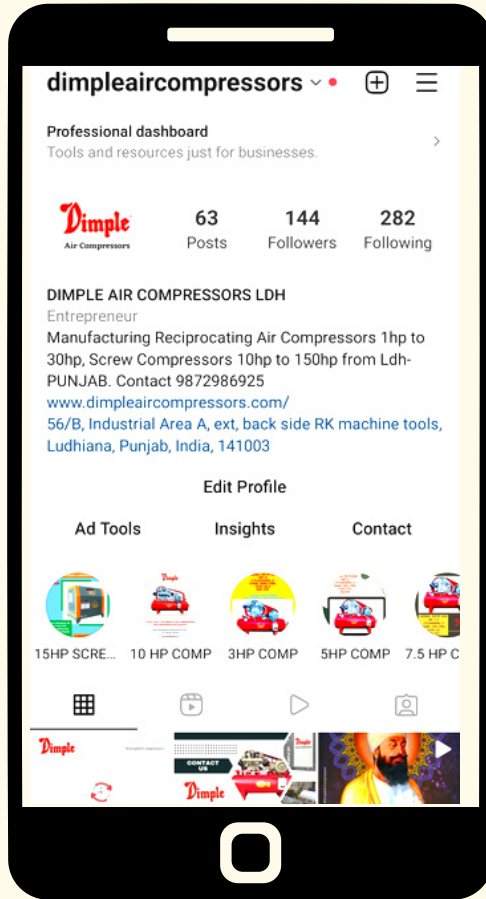 dimpleaircompressors
Professional dashboard
Tools and resources just for businesses.
Dimple
Air Compressors
63
Posts
144
Followers
282
Following
DIMPLE AIR COMPRESSORS LDH
Entrepreneur
Manufacturing Reciprocating Air Compressors 1hp to
30hp, Screw Compressors 10hp to 150hp from Ldh-
PUNJAB. Contact 9872986925
www.dimpleaircompressors.com/
56/B, Industrial Area A, ext, back side RK machine tools,
Ludhiana, Punjab, India, 141003
Edit Profile
Ad Tools
Insights
Contact
15HP SCRE...
10 HP COMP
3HP COMP
5HP COMP
7.5 HP C
Dimple
CONTACT
US
Dimple
Dimple